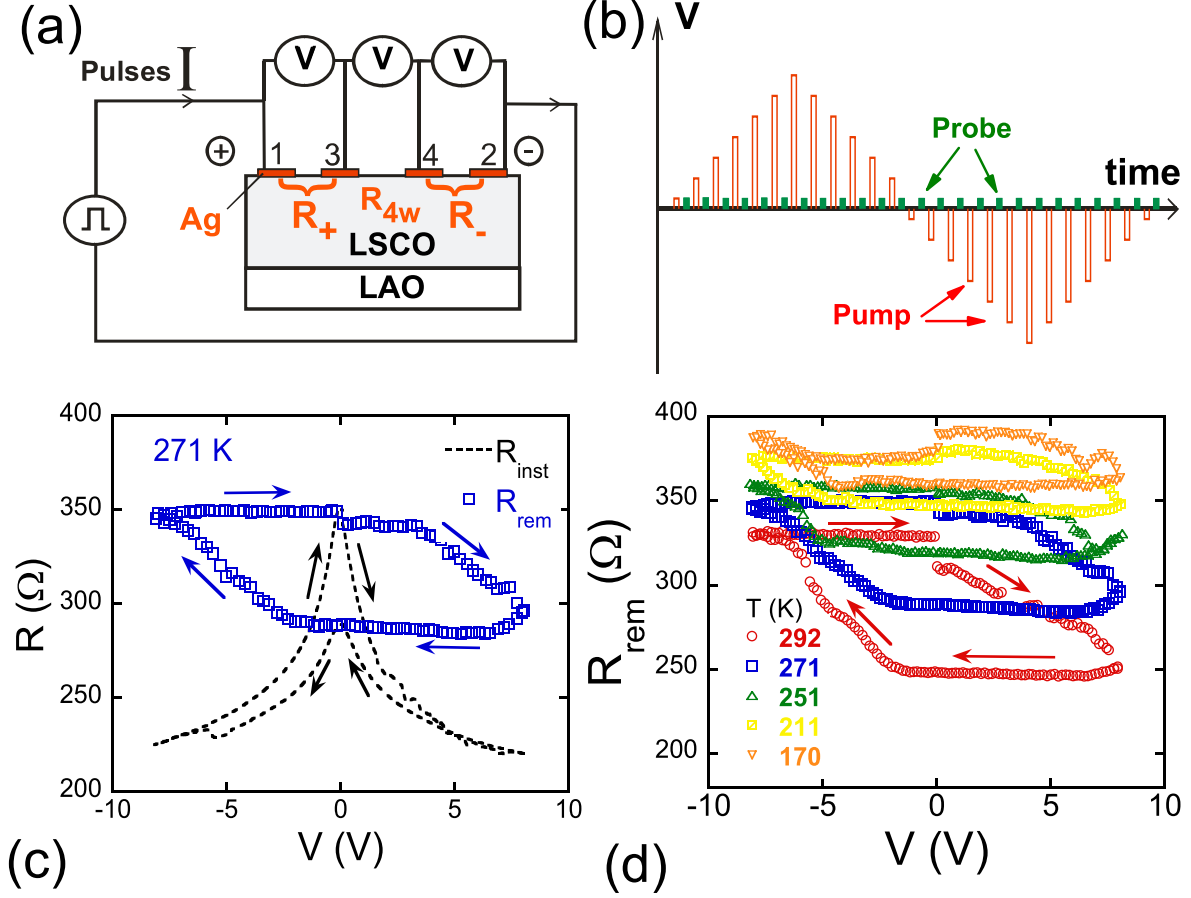 (a)
Pulses I
V V V
+ 1 3 4 2 -
Ag
R+ R4w R-
LSCO
LAO
(b)
V
Probe
time
Pump
400
350
300
250
200
R (Ω)
271 K
Rinst
Rrem
-10 -5 0 5 10
V (V)
(c)
400
350
300
250
200
Rrem (Ω)
T (K)
292
271
251
211
170
-10 -5 0 5 10
V (V)
(d)